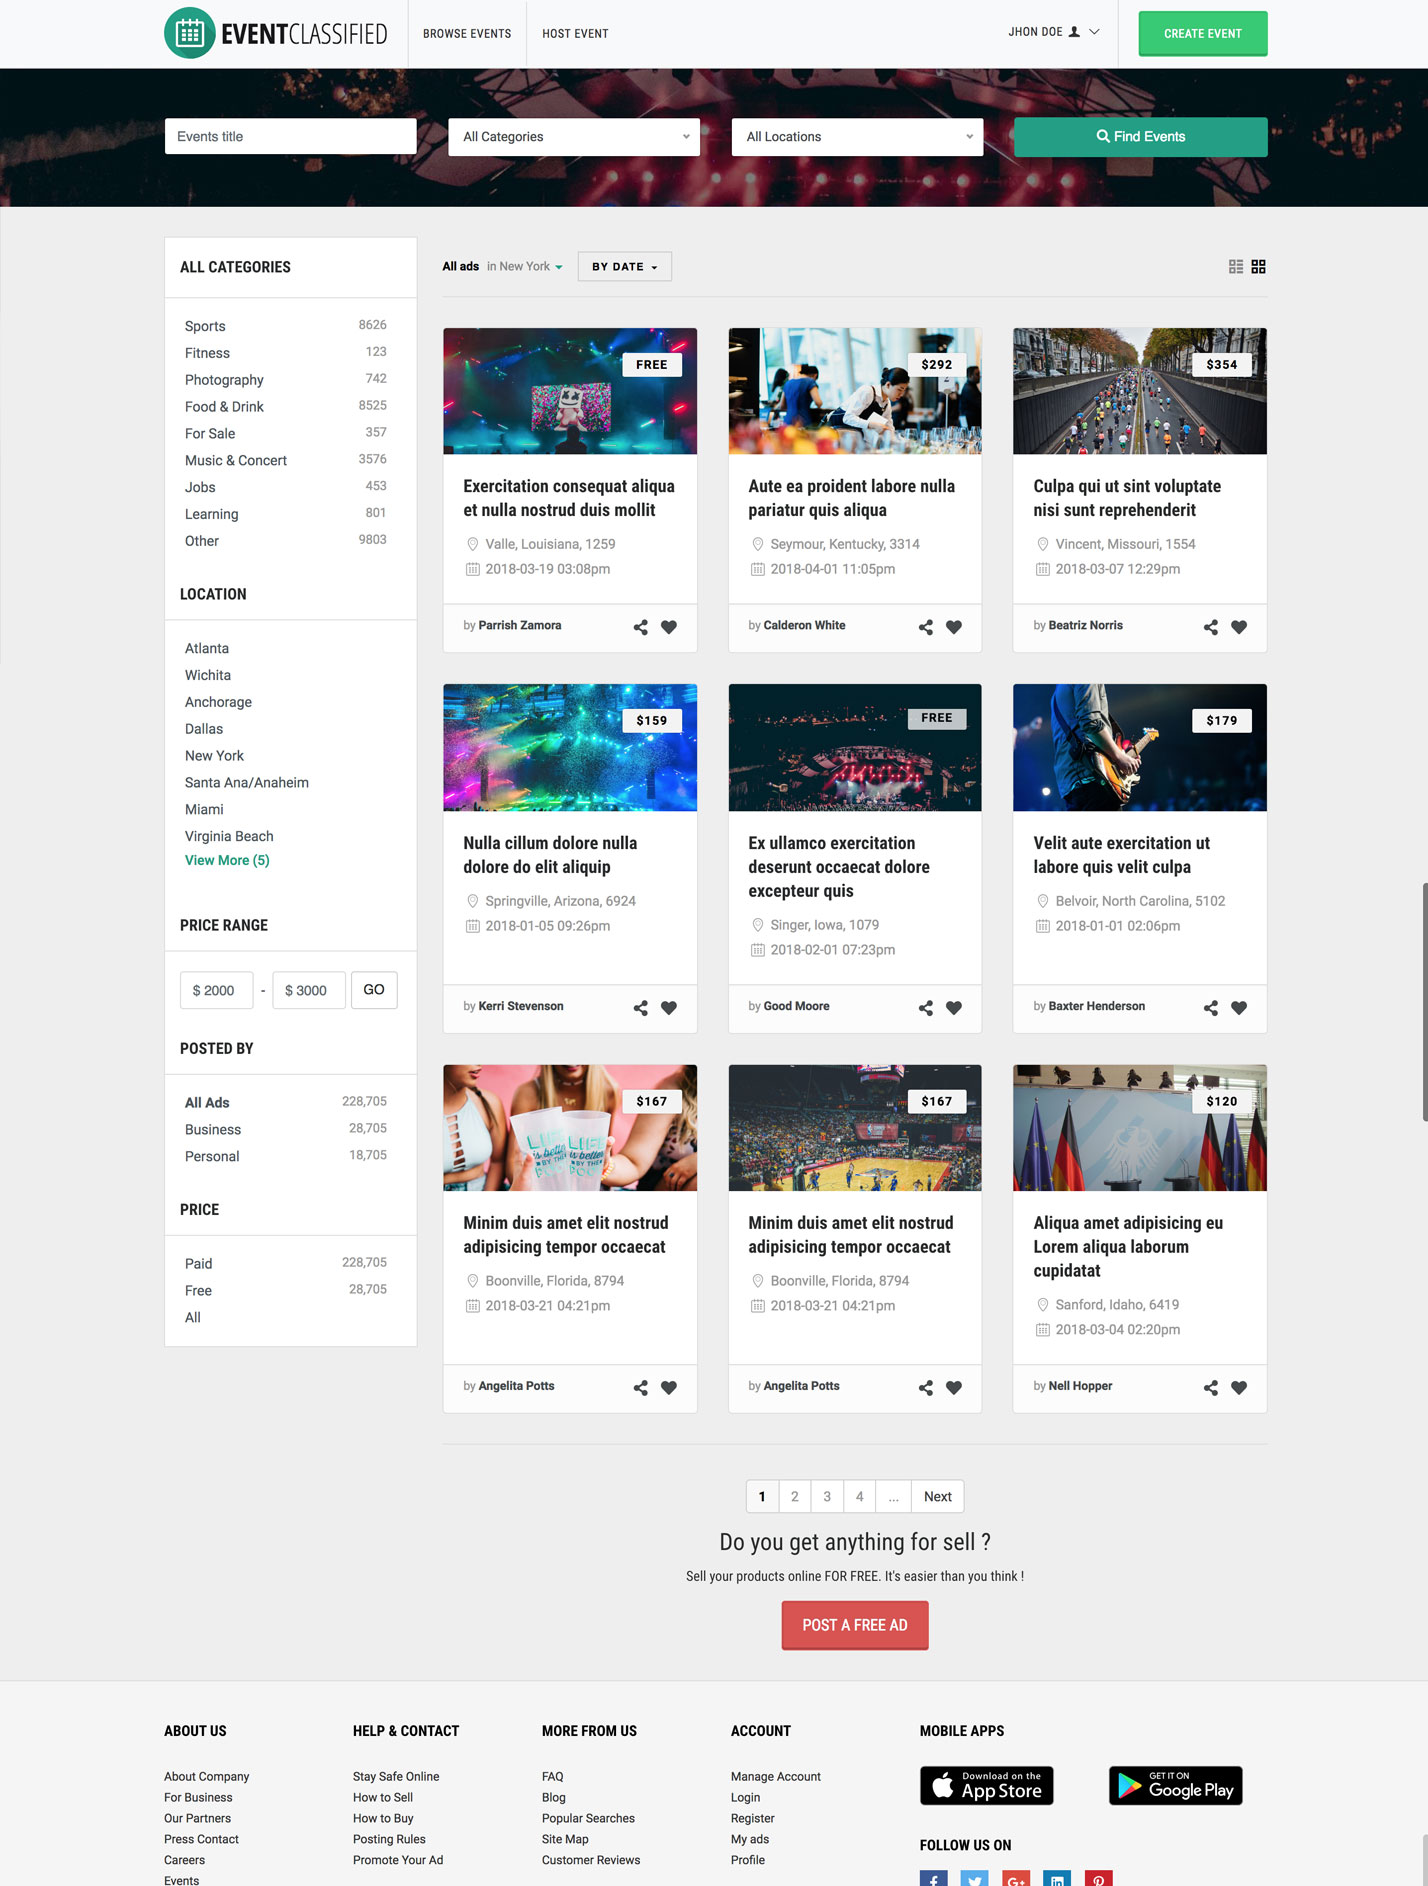 EVENTCLASSIFIED
BROWSE EVENTS
HOST EVENT
JHON DOE
CREATE EVENT
Events title
All Categories
All Locations
Find Events
ALL CATEGORIES
Sports 8626
Fitness 123
Photography 742
Food & Drink 8525
For Sale 357
Music & Concert 3576
Jobs 453
Learning 801
Other 9803
LOCATION
Atlanta
Wichita
Anchorage
Dallas
New York
Santa Ana/Anaheim
Miami
Virginia Beach
View More (5)
PRICE RANGE
$ 2000 - $ 3000 GO
POSTED BY
All Ads 228,705
Business 28,705
Personal 18,705
PRICE
Paid 228,705
Free 28,705
All
All ads in New York
BY DATE
FREE
Exercitation consequat aliqua
et nulla nostrud duis mollit
Valle, Louisiana, 1259
2018-03-19 03:08pm
by Parrish Zamora
$292
Aute ea proident labore nulla
pariatur quis aliqua
Seymour, Kentucky, 3314
2018-04-01 11:05pm
by Calderon White
$354
Culpa qui ut sint voluptate
nisi sunt reprehenderit
Vincent, Missouri, 1554
2018-03-07 12:29pm
by Beatriz Norris
$159
Nulla cillum dolore nulla
dolore do elit aliquip
Springville, Arizona, 6924
2018-01-05 09:26pm
by Kerri Stevenson
FREE
Ex ullamco exercitation
deserunt occaecat dolore
excepteur quis
Singer, Iowa, 1079
2018-02-01 07:23pm
by Good Moore
$179
Velit aute exercitation ut
labore quis velit culpa
Belvoir, North Carolina, 5102
2018-01-01 02:06pm
by Baxter Henderson
$167
LIFE
is better
BY THE
POOL
Minim duis amet elit nostrud
adipisicing tempor occaecat
Boonville, Florida, 8794
2018-03-21 04:21pm
by Angelita Potts
$167
Minim duis amet elit nostrud
adipisicing tempor occaecat
Boonville, Florida, 8794
2018-03-21 04:21pm
by Angelita Potts
$120
Aliqua amet adipisicing eu
Lorem aliqua laborum
cupidatat
Sanford, Idaho, 6419
2018-03-04 02:20pm
by Nell Hopper
1 2 3 4 ... Next
Do you get anything for sell ?
Sell your products online FOR FREE. It's easier than you think !
POST A FREE AD
ABOUT US
About Company
For Business
Our Partners
Press Contact
Careers
Events
HELP & CONTACT
Stay Safe Online
How to Sell
How to Buy
Posting Rules
Promote Your Ad
MORE FROM US
FAQ
Blog
Popular Searches
Site Map
Customer Reviews
ACCOUNT
Manage Account
Login
Register
My ads
Profile
MOBILE APPS
Download on the
App Store
GET IT ON
Google Play
FOLLOW US ON